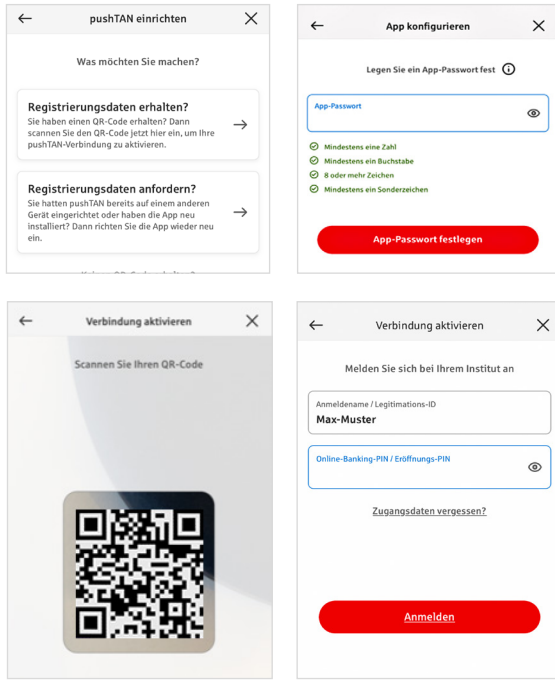 pushTAN einrichten
Was möchten Sie machen?
Registrierungsdaten erhalten?
Sie haben einen QR-Code erhalten? Dann
scannen Sie den QR-Code jetzt hier ein, um Ihre
pushTAN-Verbindung zu aktivieren.
Registrierungsdaten anfordern?
Sie hatten pushTAN bereits auf einem anderen
Gerät eingerichtet oder haben die App neu
installiert? Dann richten Sie die App wieder neu
ein.
App konfigurieren
Legen Sie ein App-Passwort fest
App-Passwort
Mindestens eine Zahl
Mindestens ein Buchstabe
8 oder mehr Zeichen
Mindestens ein Sonderzeichen
App-Passwort festlegen
Verbindung aktivieren
Scannen Sie Ihren QR-Code
Verbindung aktivieren
Melden Sie sich bei Ihrem Institut an
Anmeldename / Legitimations-ID
Max-Muster
Online-Banking-PIN / Eröffnungs-PIN
Zugangsdaten vergessen?
Anmelden